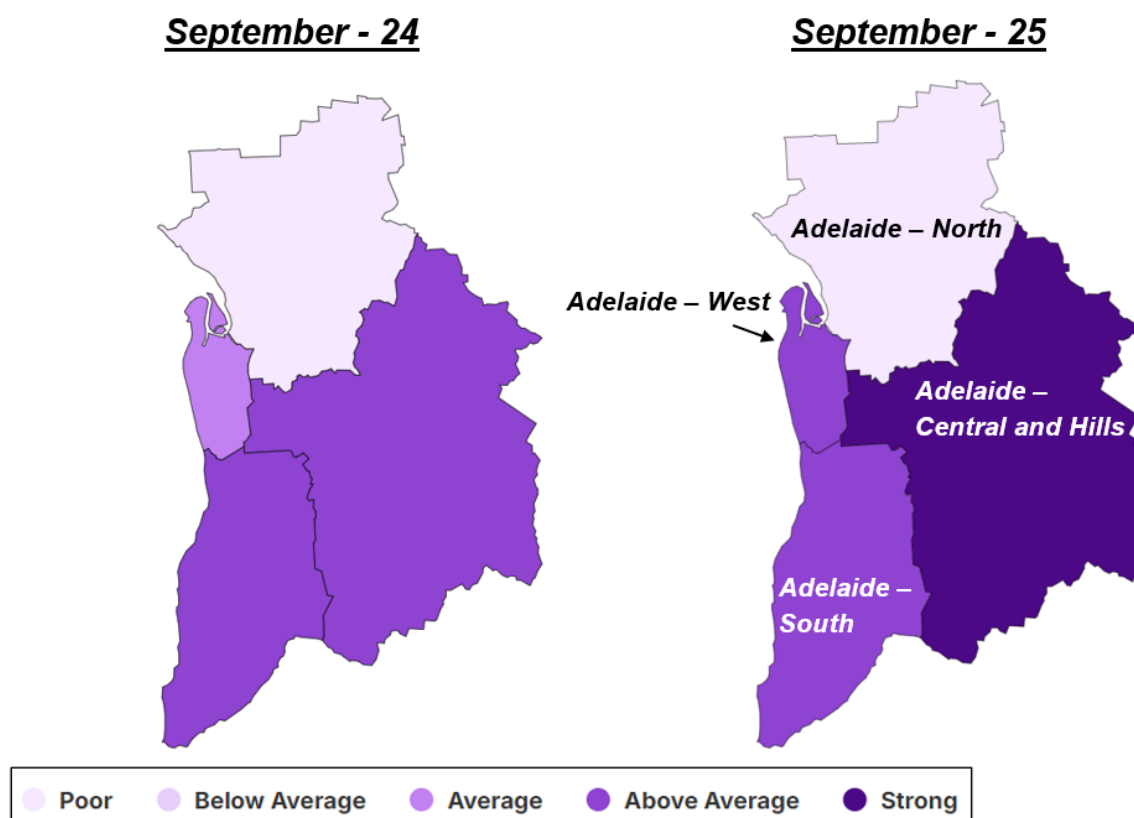 September - 24
September - 25
Adelaide – North
Adelaide – West
Adelaide –
Central and Hills
Adelaide –
South
Poor Below Average Average Above Average Strong